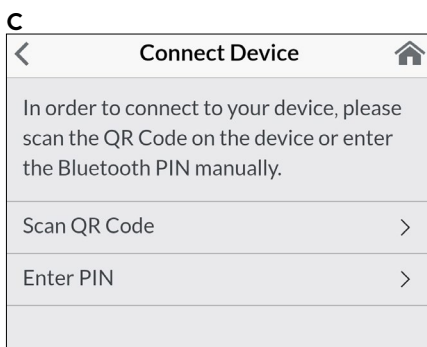 C
Connect Device
In order to connect to your device, please
scan the QR Code on the device or enter
the Bluetooth PIN manually.
Scan QR Code
Enter PIN